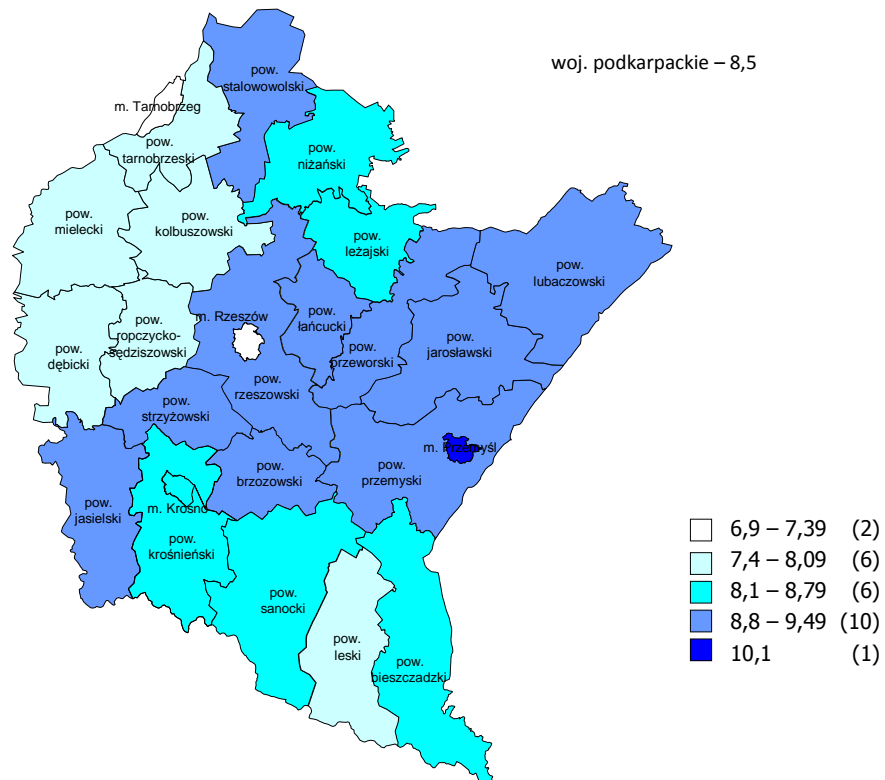 woj. podkarpackie – 8,5
pow.
stalowowolski
m. Tarnobrzeg
pow.
tarnobrzeski
pow.
niżański
pow.
mielecki
pow.
kolbuszowski
pow.
leżajski
pow.
lubaczowski
m. Rzeszów
pow.
łańcucki
pow.
ropczycko-
sędziszowski
pow.
przeworski
pow.
jarosławski
pow.
dębicki
pow.
rzeszowski
pow.
strzyżowski
m. Przemyśl
pow.
brzozowski
pow.
przemyski
pow.
jasielski
m. Krosno
pow.
krośnieński
pow.
sanocki
pow.
leski
pow.
bieszczadzki
6,9 – 7,39 (2)
7,4 – 8,09 (6)
8,1 – 8,79 (6)
8,8 – 9,49 (10)
10,1 (1)